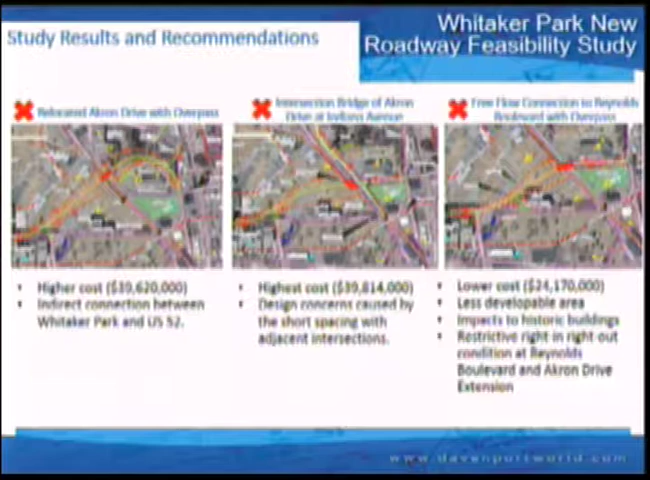 Whitaker Park New
Roadway Feasibility Study
Study Results and Recommendations
Relocated Akron Drive with Overpass
• Higher cost ($39,620,000)
• Indirect connection between
Whitaker Park and US 52.
Intersection Bridge of Akron
Drive at Indiana Avenue
• Highest cost ($39,814,000)
• Design concerns caused by
the short spacing with
adjacent intersections.
Free Flow Connection to Reynolds
Boulevard with Overpass
• Lower cost ($24,170,000)
• Less developable area
• Impacts to historic buildings
• Restrictive right-in right-out
condition at Reynolds
Boulevard and Akron Drive
Extension
www.davenportworld.com